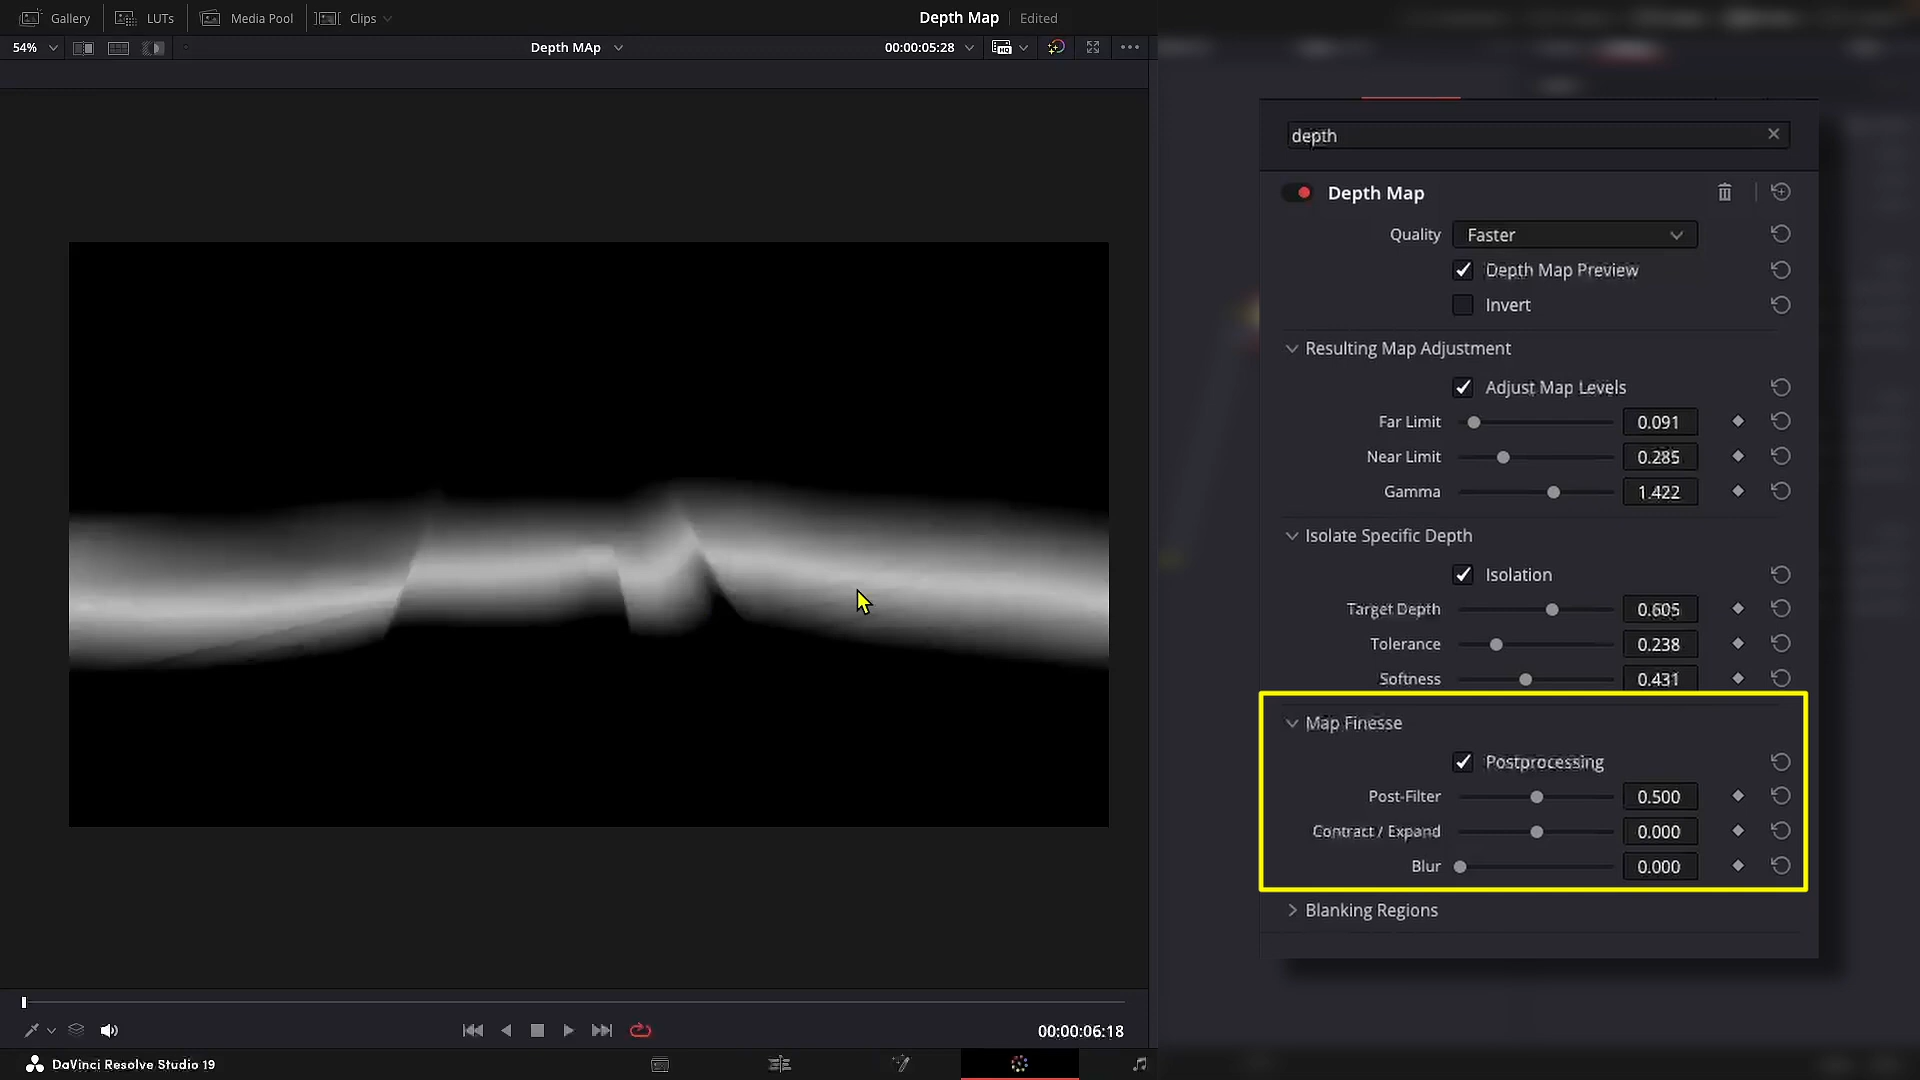 Gallery
LUTs
Media Pool
Clips
Depth Map
Edited
54%
Depth MAp
00:00:05:28
HQ
depth
Depth Map
Quality
Faster
Depth Map Preview
Invert
Resulting Map Adjustment
Adjust Map Levels
Far Limit
0.091
Near Limit
0.285
Gamma
1.422
Isolate Specific Depth
Isolation
Target Depth
0.605
Tolerance
0.238
Softness
0.431
Map Finesse
Postprocessing
Post-Filter
0.500
Contract / Expand
0.000
Blur
0.000
Blanking Regions
00:00:06:18
DaVinci Resolve Studio 19